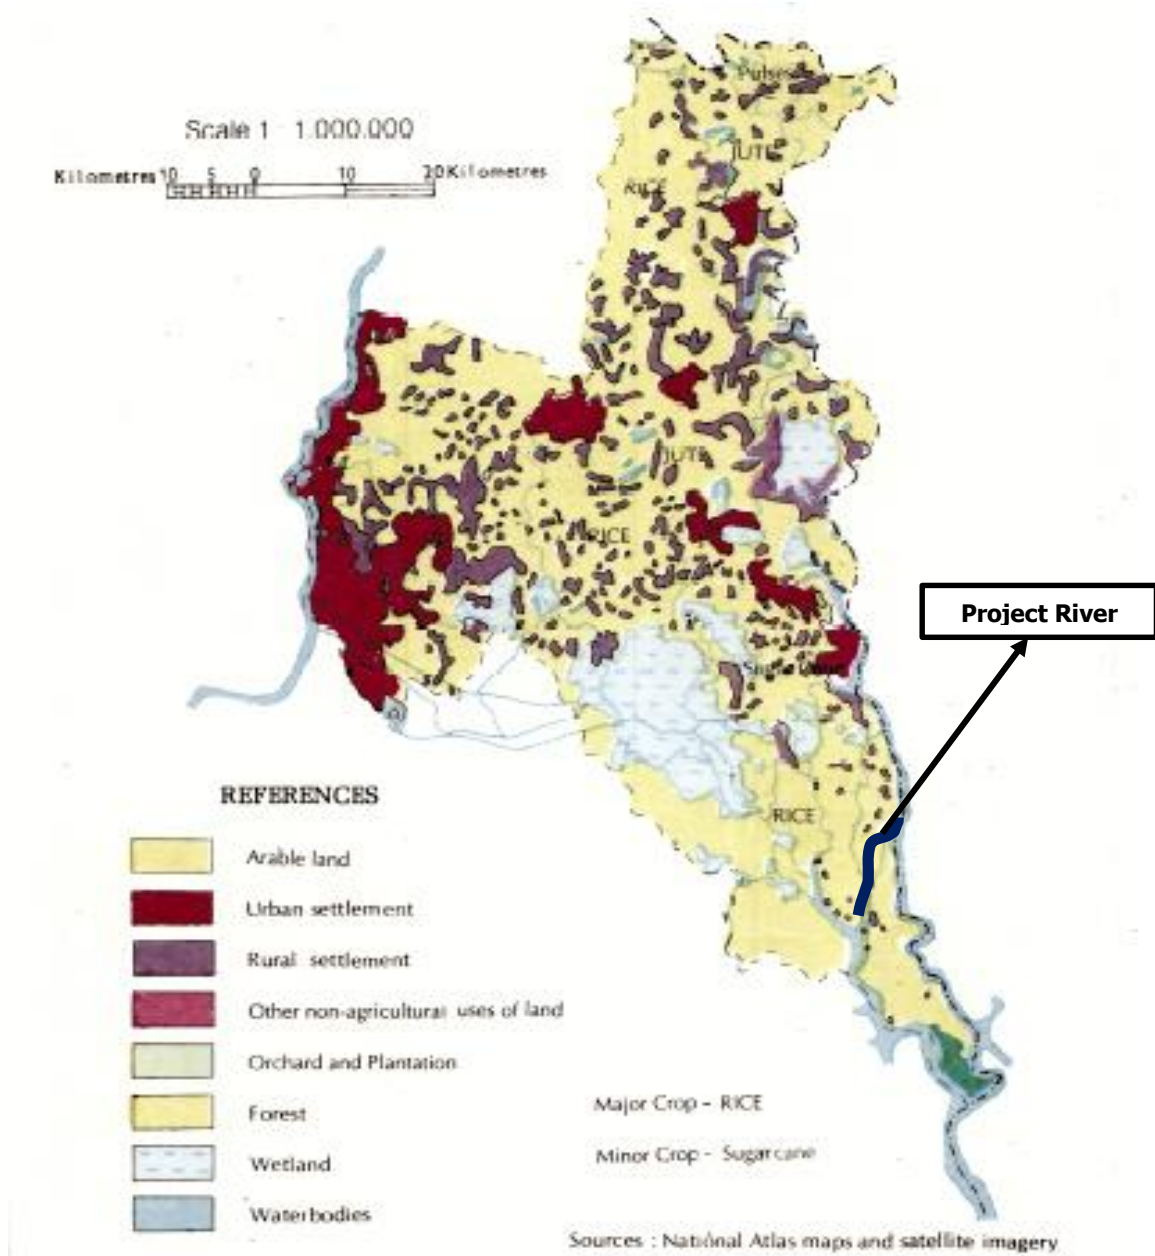 Pulses
Scale 1 1.000.000
Kilometres 10 5 0 10 20 Kilometres
JUTE
RICE
JUTE
RICE
Project River
REFERENCES
RICE
Arable land
Urban settlement
Rural settlement
Other non-agricultural uses of land
Orchard and Plantation
Forest
Major Crop - RICE
Minor Crop - Sugarcane
Wetland
Waterbodies
Sources : National Atlas maps and satellite imagery